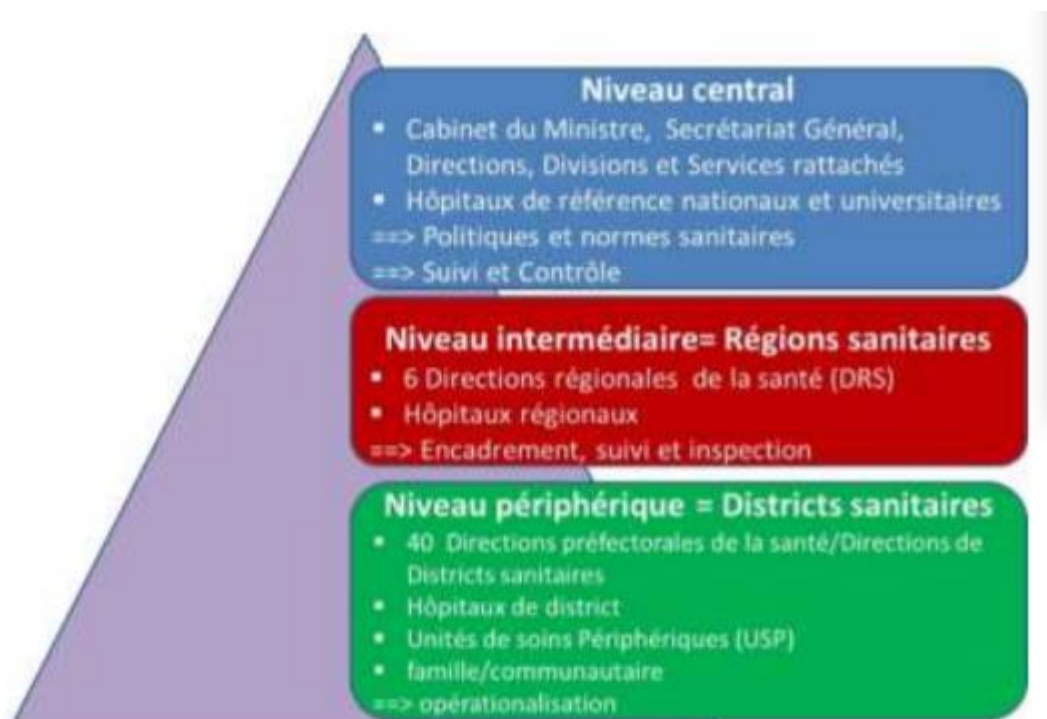 Niveau central
▪ Cabinet du Ministre, Secrétariat Général,
Directions, Divisions et Services rattachés
▪ Hôpitaux de référence nationaux et universitaires
==> Politiques et normes sanitaires
==> Suivi et Contrôle
Niveau intermédiaire= Régions sanitaires
▪ 6 Directions régionales de la santé (DRS)
▪ Hôpitaux régionaux
==> Encadrement, suivi et inspection
Niveau périphérique = Districts sanitaires
▪ 40 Directions préfectorales de la santé/Directions de
Districts sanitaires
▪ Hôpitaux de district
▪ Unités de soins Périphériques (USP)
▪ famille/communautaire
==> opérationalisation